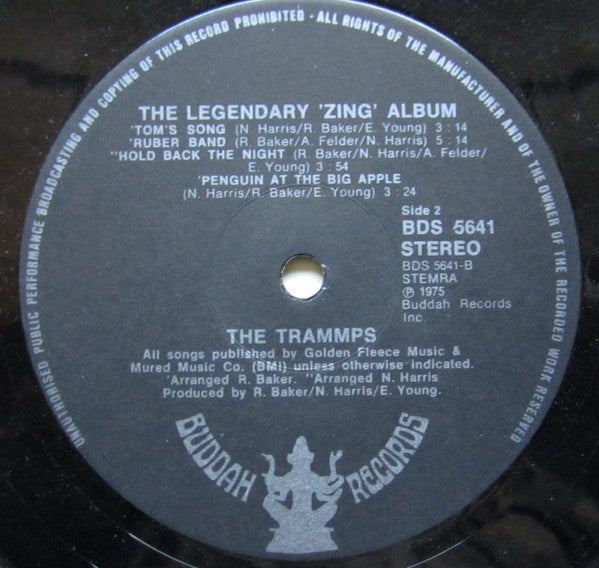 UNAUTHORISED PUBLIC PERFORMANCE BROADCASTING AND COPYING OF THIS RECORD PROHIBITED · ALL RIGHTS OF THE MANUFACTURER AND OF THE OWNER OF THE RECORDED WORK RESERVED
THE LEGENDARY 'ZING' ALBUM
'TOM'S SONG (N. Harris/R. Baker/E. Young) 3 : 14
'RUBER BAND (R. Baker/A. Felder/N. Harris) 5 : 14
"HOLD BACK THE NIGHT (R. Baker/N. Harris/A. Felder/
E. Young) 3 : 54
'PENGUIN AT THE BIG APPLE
(N. Harris/R. Baker/E. Young) 3 : 24
Side 2
BDS 5641
STEREO
BDS 5641-B
STEMRA
℗ 1975
Buddah Records
Inc.
THE TRAMMPS
All songs published by Golden Fleece Music &
Mured Music Co. (BMI) unless otherwise indicated.
'Arranged R. Baker. "Arranged N. Harris
Produced by R. Baker/N. Harris/E. Young.
BUDDAH RECORDS